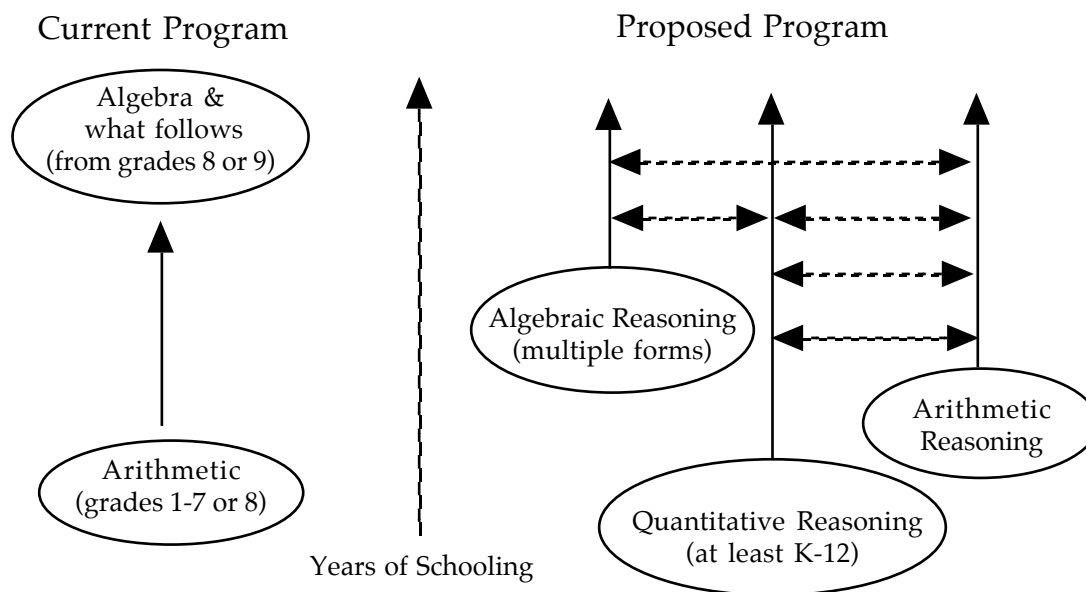 Current Program
Proposed Program
Algebra &
what follows
(from grades 8 or 9)
Algebraic Reasoning
(multiple forms)
Arithmetic
Reasoning
Arithmetic
(grades 1-7 or 8)
Quantitative Reasoning
(at least K-12)
Years of Schooling